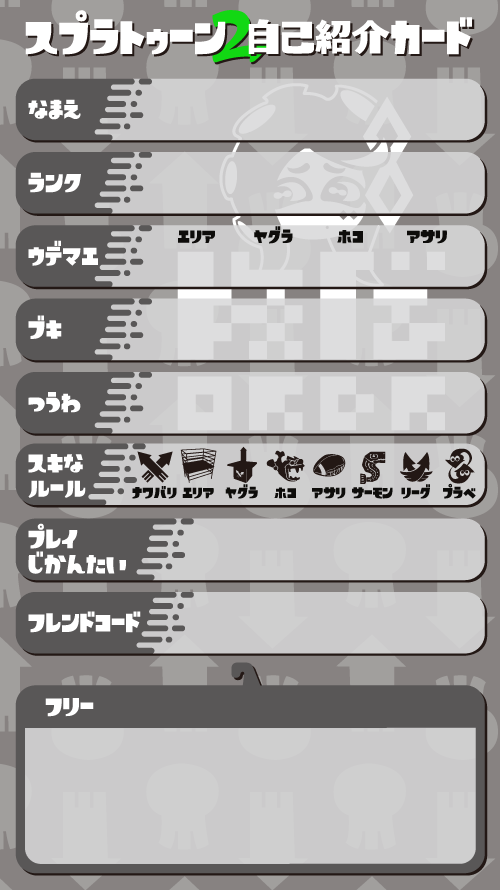 スプラトゥーン2自己紹介カード
なまえ
ランク
ウデマエ
エリア ヤグラ ホコ アサリ
ブキ
つうわ
スキな
ルール
ナワバリ エリア ヤグラ ホコ アサリ サーモン リーグ プラベ
プレイ
じかんたい
フレンドコード
フリー